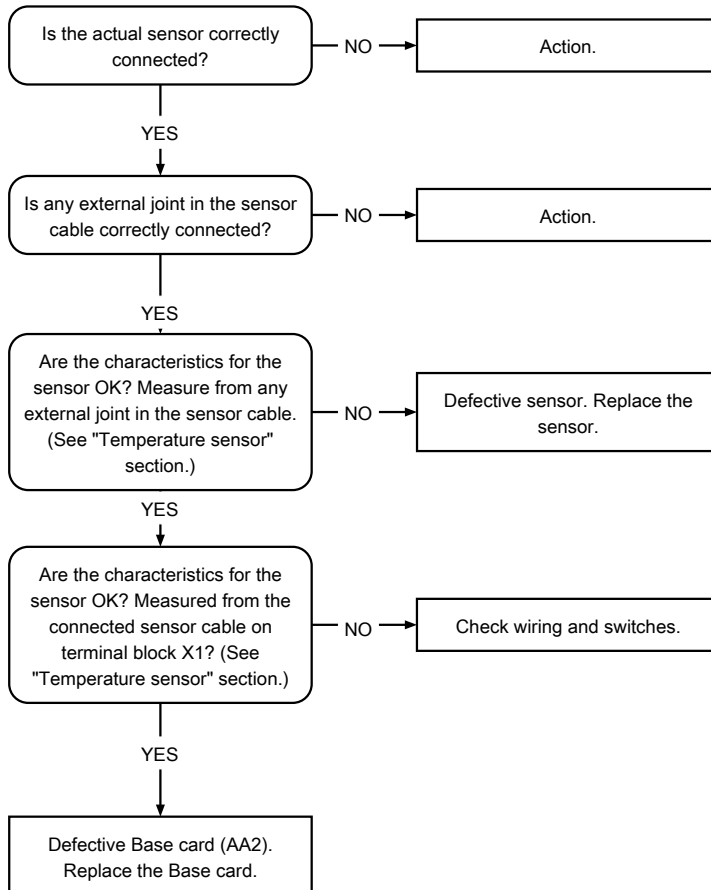 Is the actual sensor correctly
connected?
NO
Action.
YES
Is any external joint in the sensor
cable correctly connected?
NO
Action.
YES
Are the characteristics for the
sensor OK? Measure from any
external joint in the sensor cable.
(See "Temperature sensor"
section.)
NO
Defective sensor. Replace the
sensor.
YES
Are the characteristics for the
sensor OK? Measured from the
connected sensor cable on
terminal block X1? (See
"Temperature sensor" section.)
NO
Check wiring and switches.
YES
Defective Base card (AA2).
Replace the Base card.